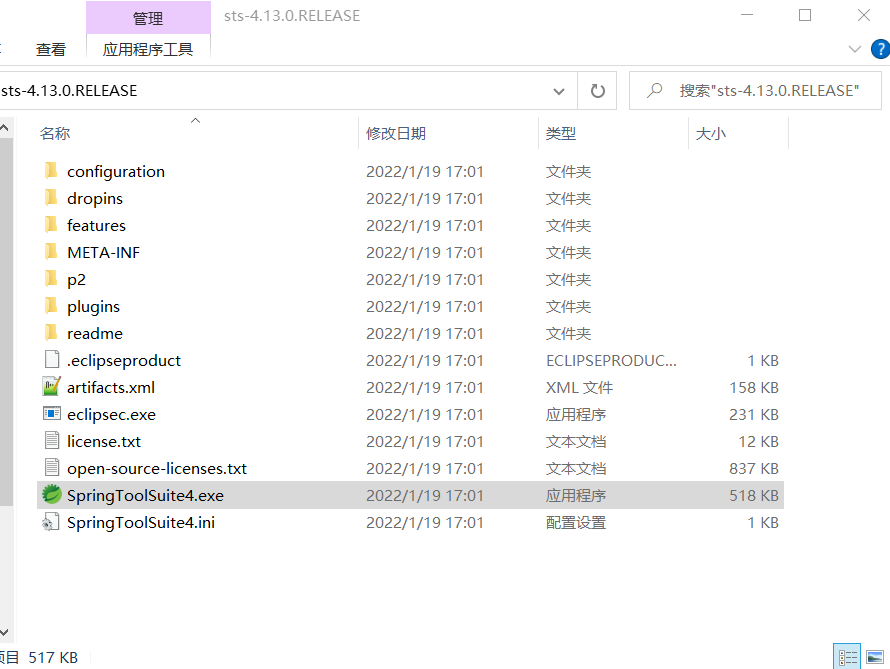 管理 sts-4.13.0.RELEASE
查看 应用程序工具
sts-4.13.0.RELEASE 搜索"sts-4.13.0.RELEASE"
名称 修改日期 类型 大小
configuration 2022/1/19 17:01 文件夹
dropins 2022/1/19 17:01 文件夹
features 2022/1/19 17:01 文件夹
META-INF 2022/1/19 17:01 文件夹
p2 2022/1/19 17:01 文件夹
plugins 2022/1/19 17:01 文件夹
readme 2022/1/19 17:01 文件夹
.eclipseproduct 2022/1/19 17:01 ECLIPSEPRODUC... 1 KB
artifacts.xml 2022/1/19 17:01 XML 文件 158 KB
eclipsec.exe 2022/1/19 17:01 应用程序 231 KB
license.txt 2022/1/19 17:01 文本文档 12 KB
open-source-licenses.txt 2022/1/19 17:01 文本文档 837 KB
SpringToolSuite4.exe 2022/1/19 17:01 应用程序 518 KB
SpringToolSuite4.ini 2022/1/19 17:01 配置设置 1 KB
项目 517 KB